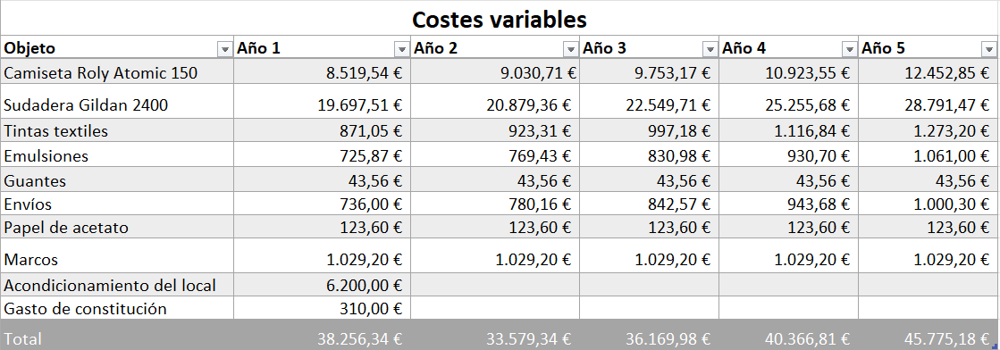 Costes variables
Objeto Año 1 Año 2 Año 3 Año 4 Año 5
Camiseta Roly Atomic 150 8.519,54 € 9.030,71 € 9.753,17 € 10.923,55 € 12.452,85 €
Sudadera Gildan 2400 19.697,51 € 20.879,36 € 22.549,71 € 25.255,68 € 28.791,47 €
Tintas textiles 871,05 € 923,31 € 997,18 € 1.116,84 € 1.273,20 €
Emulsiones 725,87 € 769,43 € 830,98 € 930,70 € 1.061,00 €
Guantes 43,56 € 43,56 € 43,56 € 43,56 € 43,56 €
Envíos 736,00 € 780,16 € 842,57 € 943,68 € 1.000,30 €
Papel de acetato 123,60 € 123,60 € 123,60 € 123,60 € 123,60 €
Marcos 1.029,20 € 1.029,20 € 1.029,20 € 1.029,20 € 1.029,20 €
Acondicionamiento del local 6.200,00 €
Gasto de constitución 310,00 €
Total 38.256,34 € 33.579,34 € 36.169,98 € 40.366,81 € 45.775,18 €